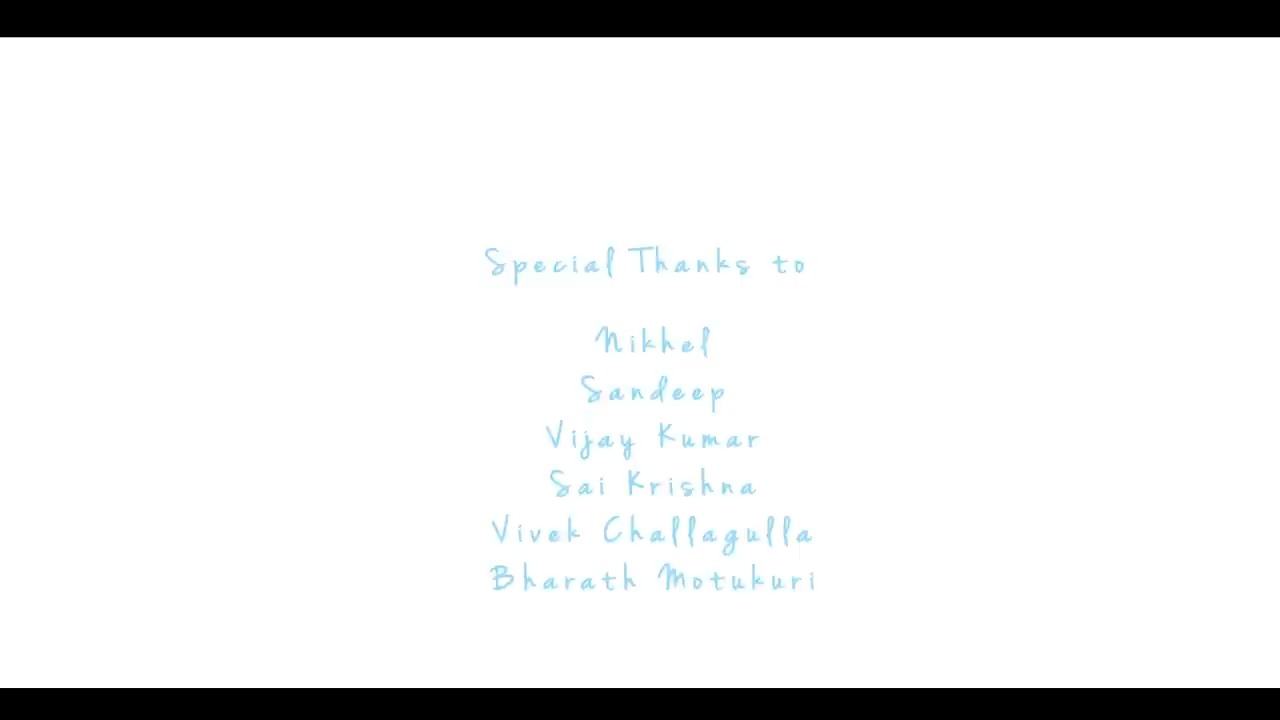 Special Thanks to
Nikhel
Sandeep
Vijay Kumar
Sai Krishna
Vivek Challagulla
Bharath Motukuri